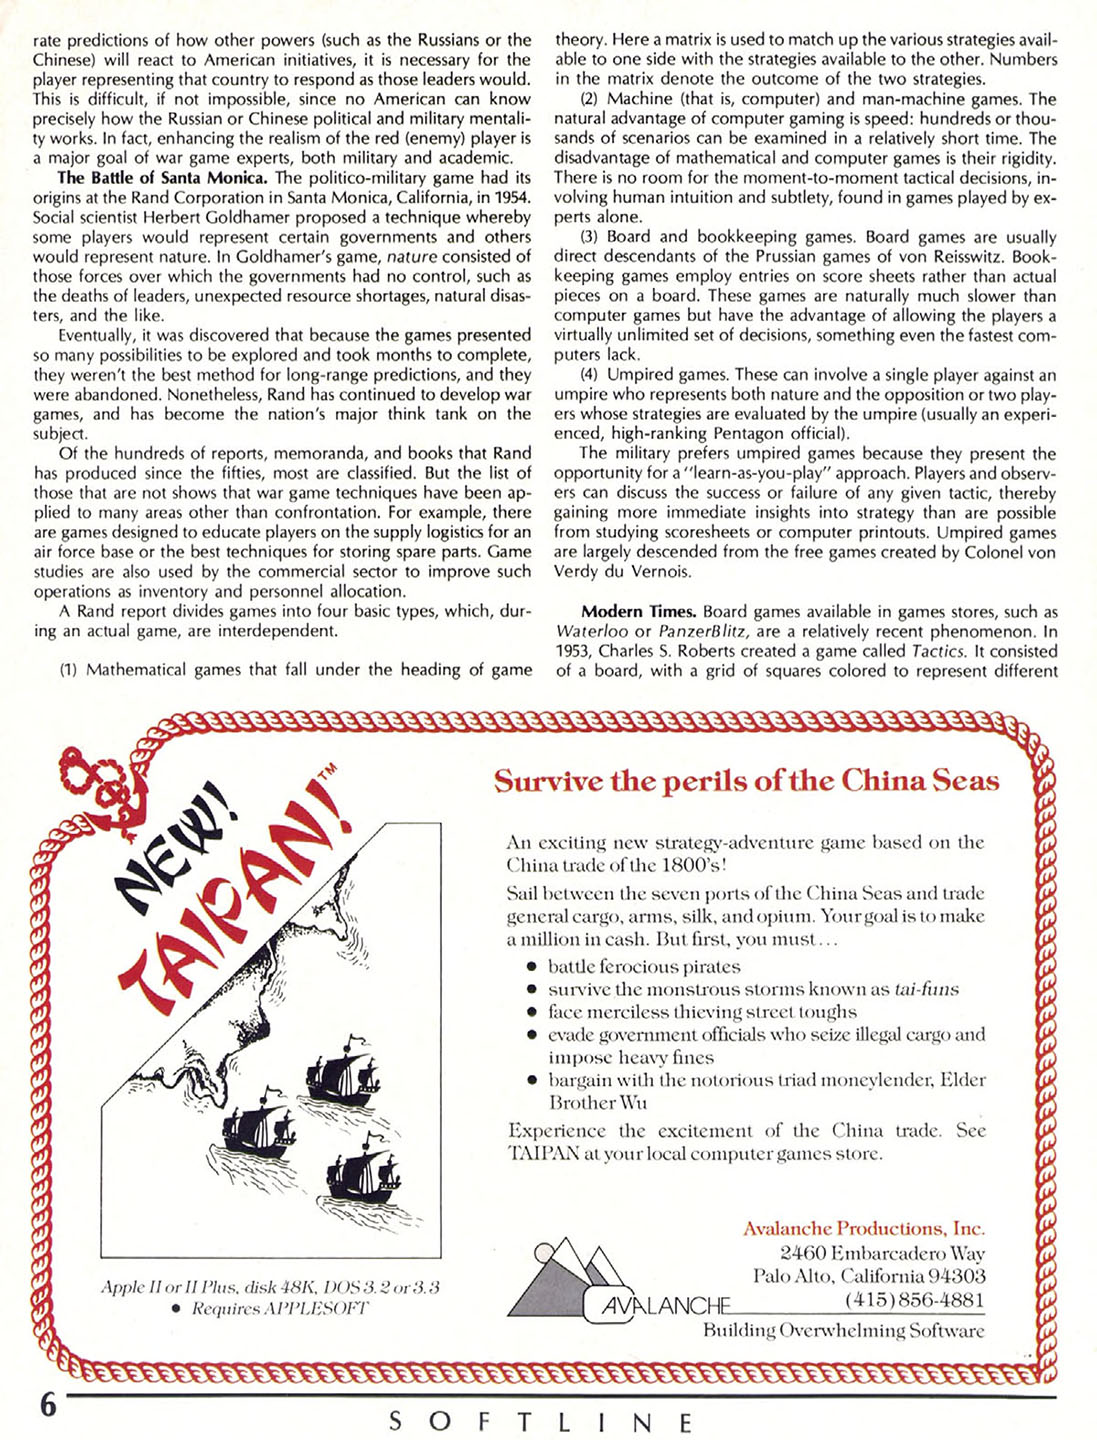 rate predictions of how other powers (such as the Russians or the
Chinese) will react to American initiatives, it is necessary for the
player representing that country to respond as those leaders would.
This is difficult, if not impossible, since no American can know
precisely how the Russian or Chinese political and military mentali-
ty works. In fact, enhancing the realism of the red (enemy) player is
a major goal of war game experts, both military and academic.
The Battle of Santa Monica. The politico-military game had its
origins at the Rand Corporation in Santa Monica, California, in 1954.
Social scientist Herbert Goldhamer proposed a technique whereby
some players would represent certain governments and others
would represent nature. In Goldhamer's game, nature consisted of
those forces over which the governments had no control, such as
the deaths of leaders, unexpected resource shortages, natural disas-
ters, and the like.
Eventually, it was discovered that because the games presented
so many possibilities to be explored and took months to complete,
they weren't the best method for long-range predictions, and they
were abandoned. Nonetheless, Rand has continued to develop war
games, and has become the nation's major think tank on the
subject.
Of the hundreds of reports, memoranda, and books that Rand
has produced since the fifties, most are classified. But the list of
those that are not shows that war game techniques have been ap-
plied to many areas other than confrontation. For example, there
are games designed to educate players on the supply logistics for an
air force base or the best techniques for storing spare parts. Game
studies are also used by the commercial sector to improve such
operations as inventory and personnel allocation.
A Rand report divides games into four basic types, which, dur-
ing an actual game, are interdependent.
(1) Mathematical games that fall under the heading of game
theory. Here a matrix is used to match up the various strategies avail-
able to one side with the strategies available to the other. Numbers
in the matrix denote the outcome of the two strategies.
(2) Machine (that is, computer) and man-machine games. The
natural advantage of computer gaming is speed: hundreds or thou-
sands of scenarios can be examined in a relatively short time. The
disadvantage of mathematical and computer games is their rigidity.
There is no room for the moment-to-moment tactical decisions, in-
volving human intuition and subtlety, found in games played by ex-
perts alone.
(3) Board and bookkeeping games. Board games are usually
direct descendants of the Prussian games of von Reisswitz. Book-
keeping games employ entries on score sheets rather than actual
pieces on a board. These games are naturally much slower than
computer games but have the advantage of allowing the players a
virtually unlimited set of decisions, something even the fastest com-
puters lack.
(4) Umpired games. These can involve a single player against an
umpire who represents both nature and the opposition or two play-
ers whose strategies are evaluated by the umpire (usually an experi-
enced, high-ranking Pentagon official).
The military prefers umpired games because they present the
opportunity for a "learn-as-you-play" approach. Players and observ-
ers can discuss the success or failure of any given tactic, thereby
gaining more immediate insights into strategy than are possible
from studying scoresheets or computer printouts. Umpired games
are largely descended from the free games created by Colonel von
Verdy du Vernois.
Modern Times. Board games available in games stores, such as
Waterloo or PanzerBlitz, are a relatively recent phenomenon. In
1953, Charles S. Roberts created a game called Tactics. It consisted
of a board, with a grid of squares colored to represent different
NEW!
TAIPAN!™
Apple II or II Plus, disk 48K, DOS 3.2 or 3.3
• Requires APPLESOFT
Survive the perils of the China Seas
An exciting new strategy-adventure game based on the
China trade of the 1800's!
Sail between the seven ports of the China Seas and trade
general cargo, arms, silk, and opium. Your goal is to make
a million in cash. But first, you must...
• battle ferocious pirates
• survive the monstrous storms known as tai-funs
• face merciless thieving street toughs
• evade government officials who seize illegal cargo and
impose heavy fines
• bargain with the notorious triad moneylender, Elder
Brother Wu
Experience the excitement of the China trade. See
TAIPAN at your local computer games store.
Avalanche Productions, Inc.
2460 Embarcadero Way
Palo Alto, California 94303
(415) 856-4881
AVALANCHE
Building Overwhelming Software
6
SOFTLINE